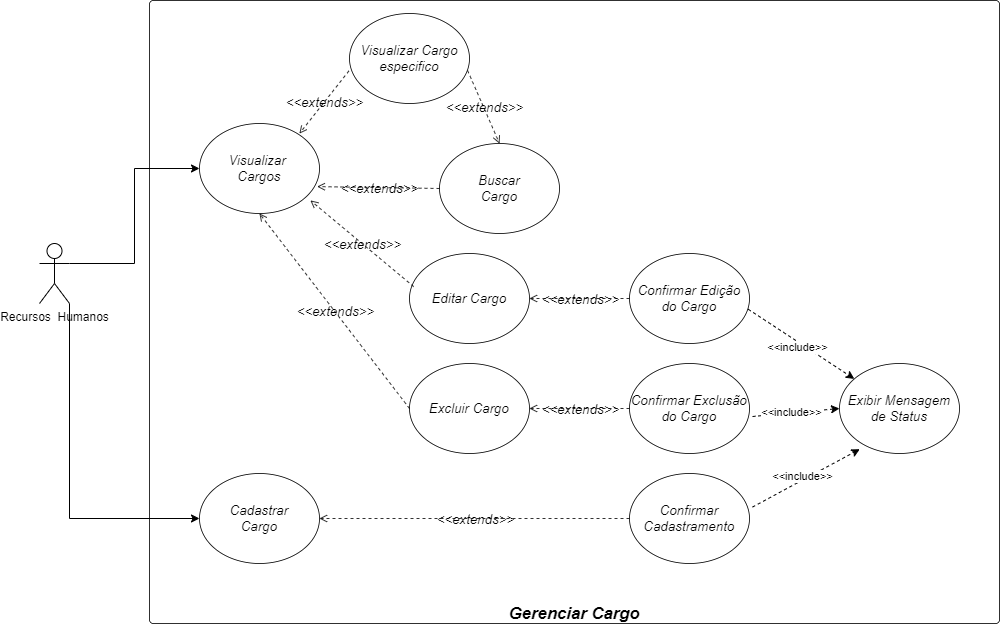 Visualizar Cargo
especifico
<<extends>>
<<extends>>
Visualizar
Cargos
<<extends>>
Buscar
Cargo
<<extends>>
Editar Cargo
<<extends>>
Confirmar Edição
do Cargo
Recursos Humanos
<<extends>>
<<include>>
Excluir Cargo
<<extends>>
Confirmar Exclusão
do Cargo
<<include>>
Exibir Mensagem
de Status
<<include>>
Cadastrar
Cargo
<<extends>>
Confirmar
Cadastramento
Gerenciar Cargo